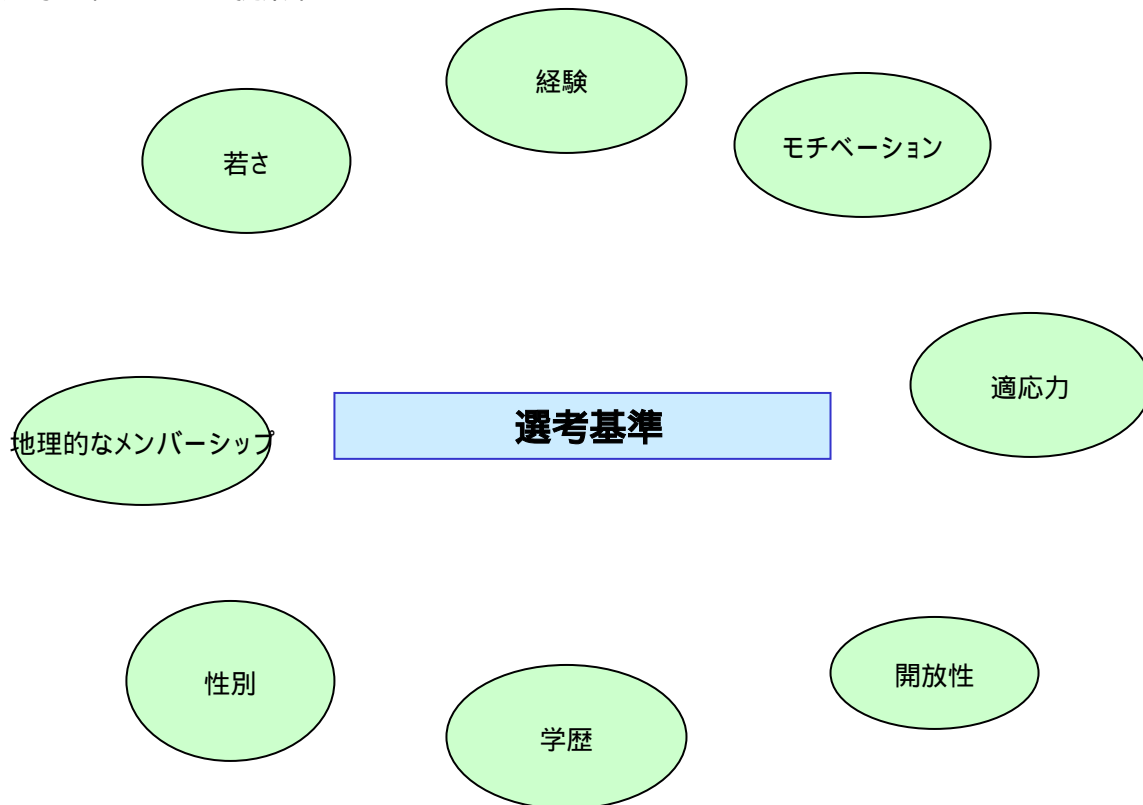 経験
モチベーション
若さ
適応力
選考基準
地理的なメンバーシップ
開放性
性別
学歴